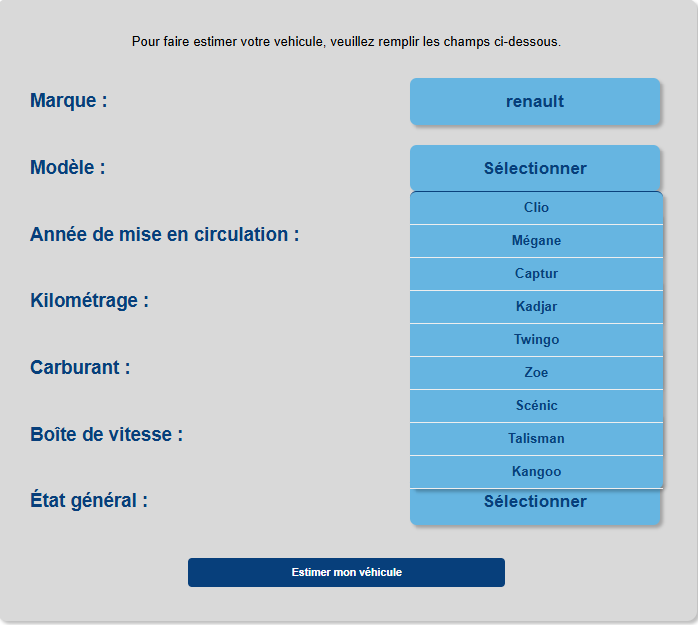 Pour faire estimer votre vehicule, veuillez remplir les champs ci-dessous.
Marque :
renault
Modèle :
Sélectionner
Clio
Année de mise en circulation :
Mégane
Captur
Kilométrage :
Kadjar
Twingo
Carburant :
Zoe
Scénic
Boîte de vitesse :
Talisman
Kangoo
État général :
Sélectionner
Estimer mon véhicule